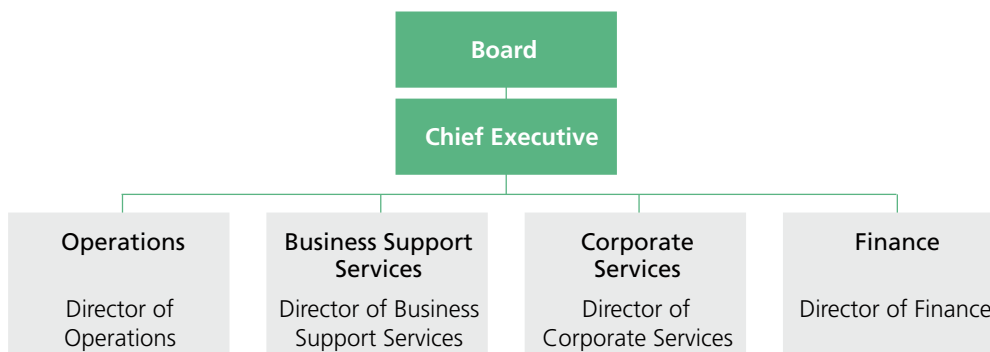 Board
Chief Executive
Operations
Director of
Operations
Business Support
Services
Director of Business
Support Services
Corporate
Services
Director of
Corporate Services
Finance
Director of Finance